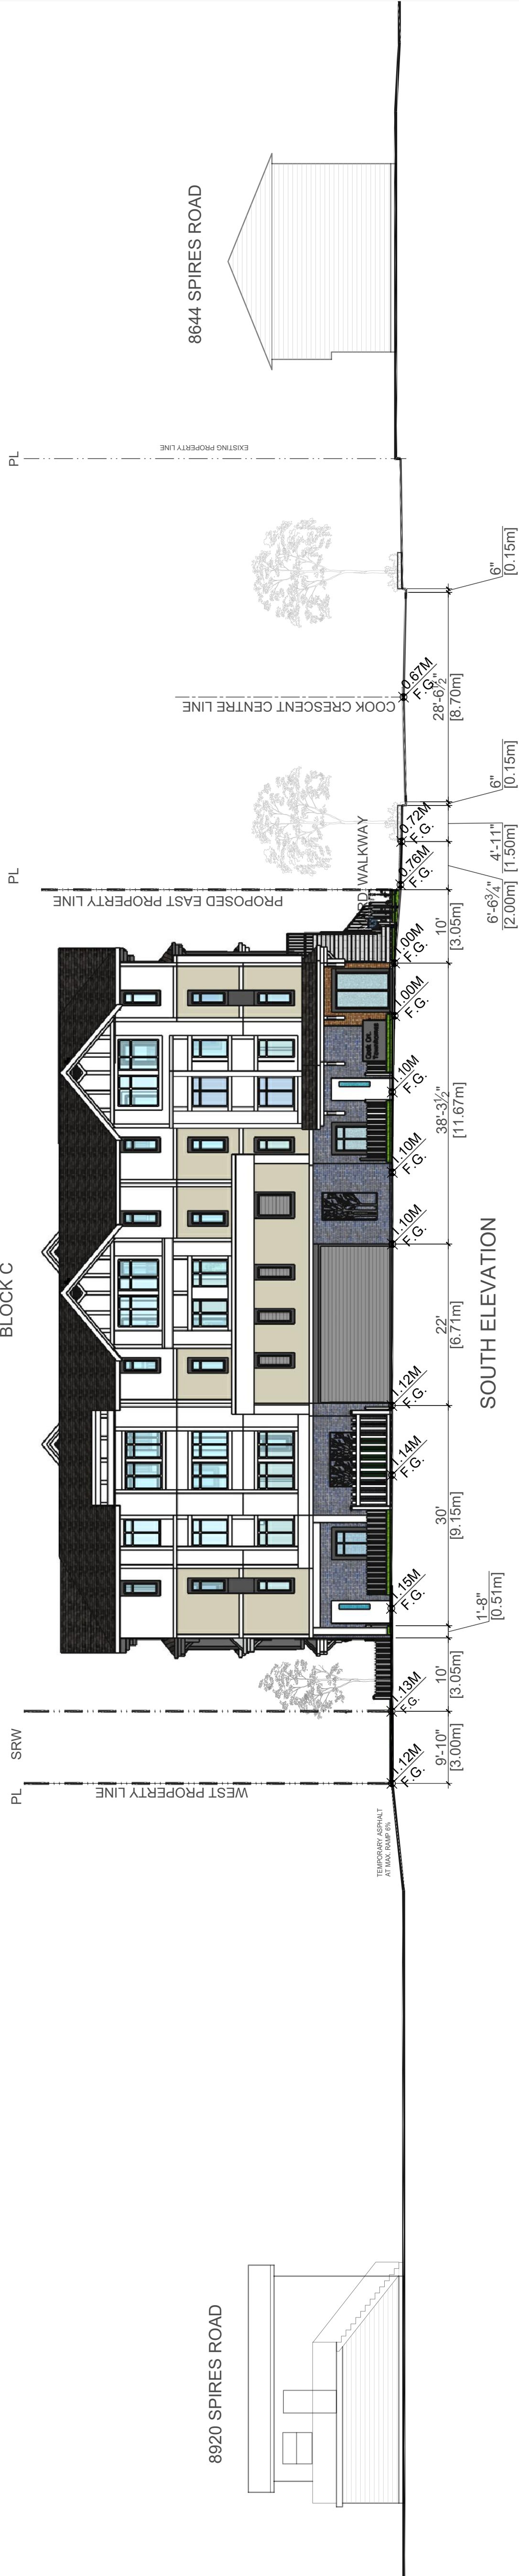 BLOCK C
PL
SRW
PL
PL
8920 SPIRES ROAD
WEST PROPERTY LINE
PROPOSED EAST PROPERTY LINE
COOK CRESCENT CENTRE LINE
EXISTING PROPERTY LINE
8644 SPIRES ROAD
TEMPORARY ASPHALT
AT MAX. RAMP 6%
RD. WALKWAY
1.12M
F.G.
1.13M
F.G.
1.15M
F.G.
1.14M
F.G.
1.12M
F.G.
1.10M
F.G.
1.10M
F.G.
1.10M
F.G.
1.00M
F.G.
1.00M
F.G.
0.76M
F.G.
0.72M
F.G.
0.67M
F.G.
9'-10"
[3.00m]
10'
[3.05m]
1'-8"
[0.51m]
30'
[9.15m]
22'
[6.71m]
38'-3½"
[11.67m]
10'
[3.05m]
6'-6¾"
[2.00m]
4'-11"
[1.50m]
6"
[0.15m]
28'-6½"
[8.70m]
6"
[0.15m]
SOUTH ELEVATION